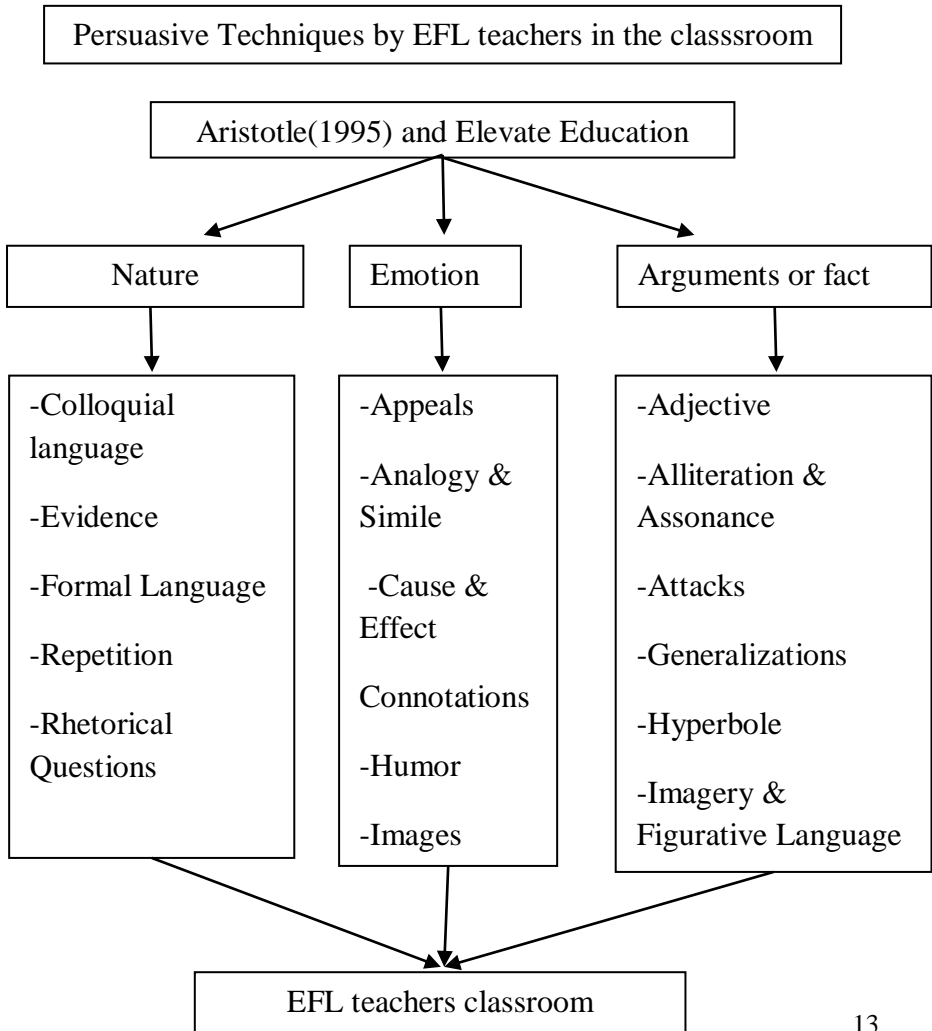 Persuasive Techniques by EFL teachers in the classsroom
Aristotle(1995) and Elevate Education
Nature
Emotion
Arguments or fact
-Colloquial
language
-Evidence
-Formal Language
-Repetition
-Rhetorical
Questions
-Appeals
-Analogy &
Simile
-Cause &
Effect
Connotations
-Humor
-Images
-Adjective
-Alliteration &
Assonance
-Attacks
-Generalizations
-Hyperbole
-Imagery &
Figurative Language
EFL teachers classroom
13